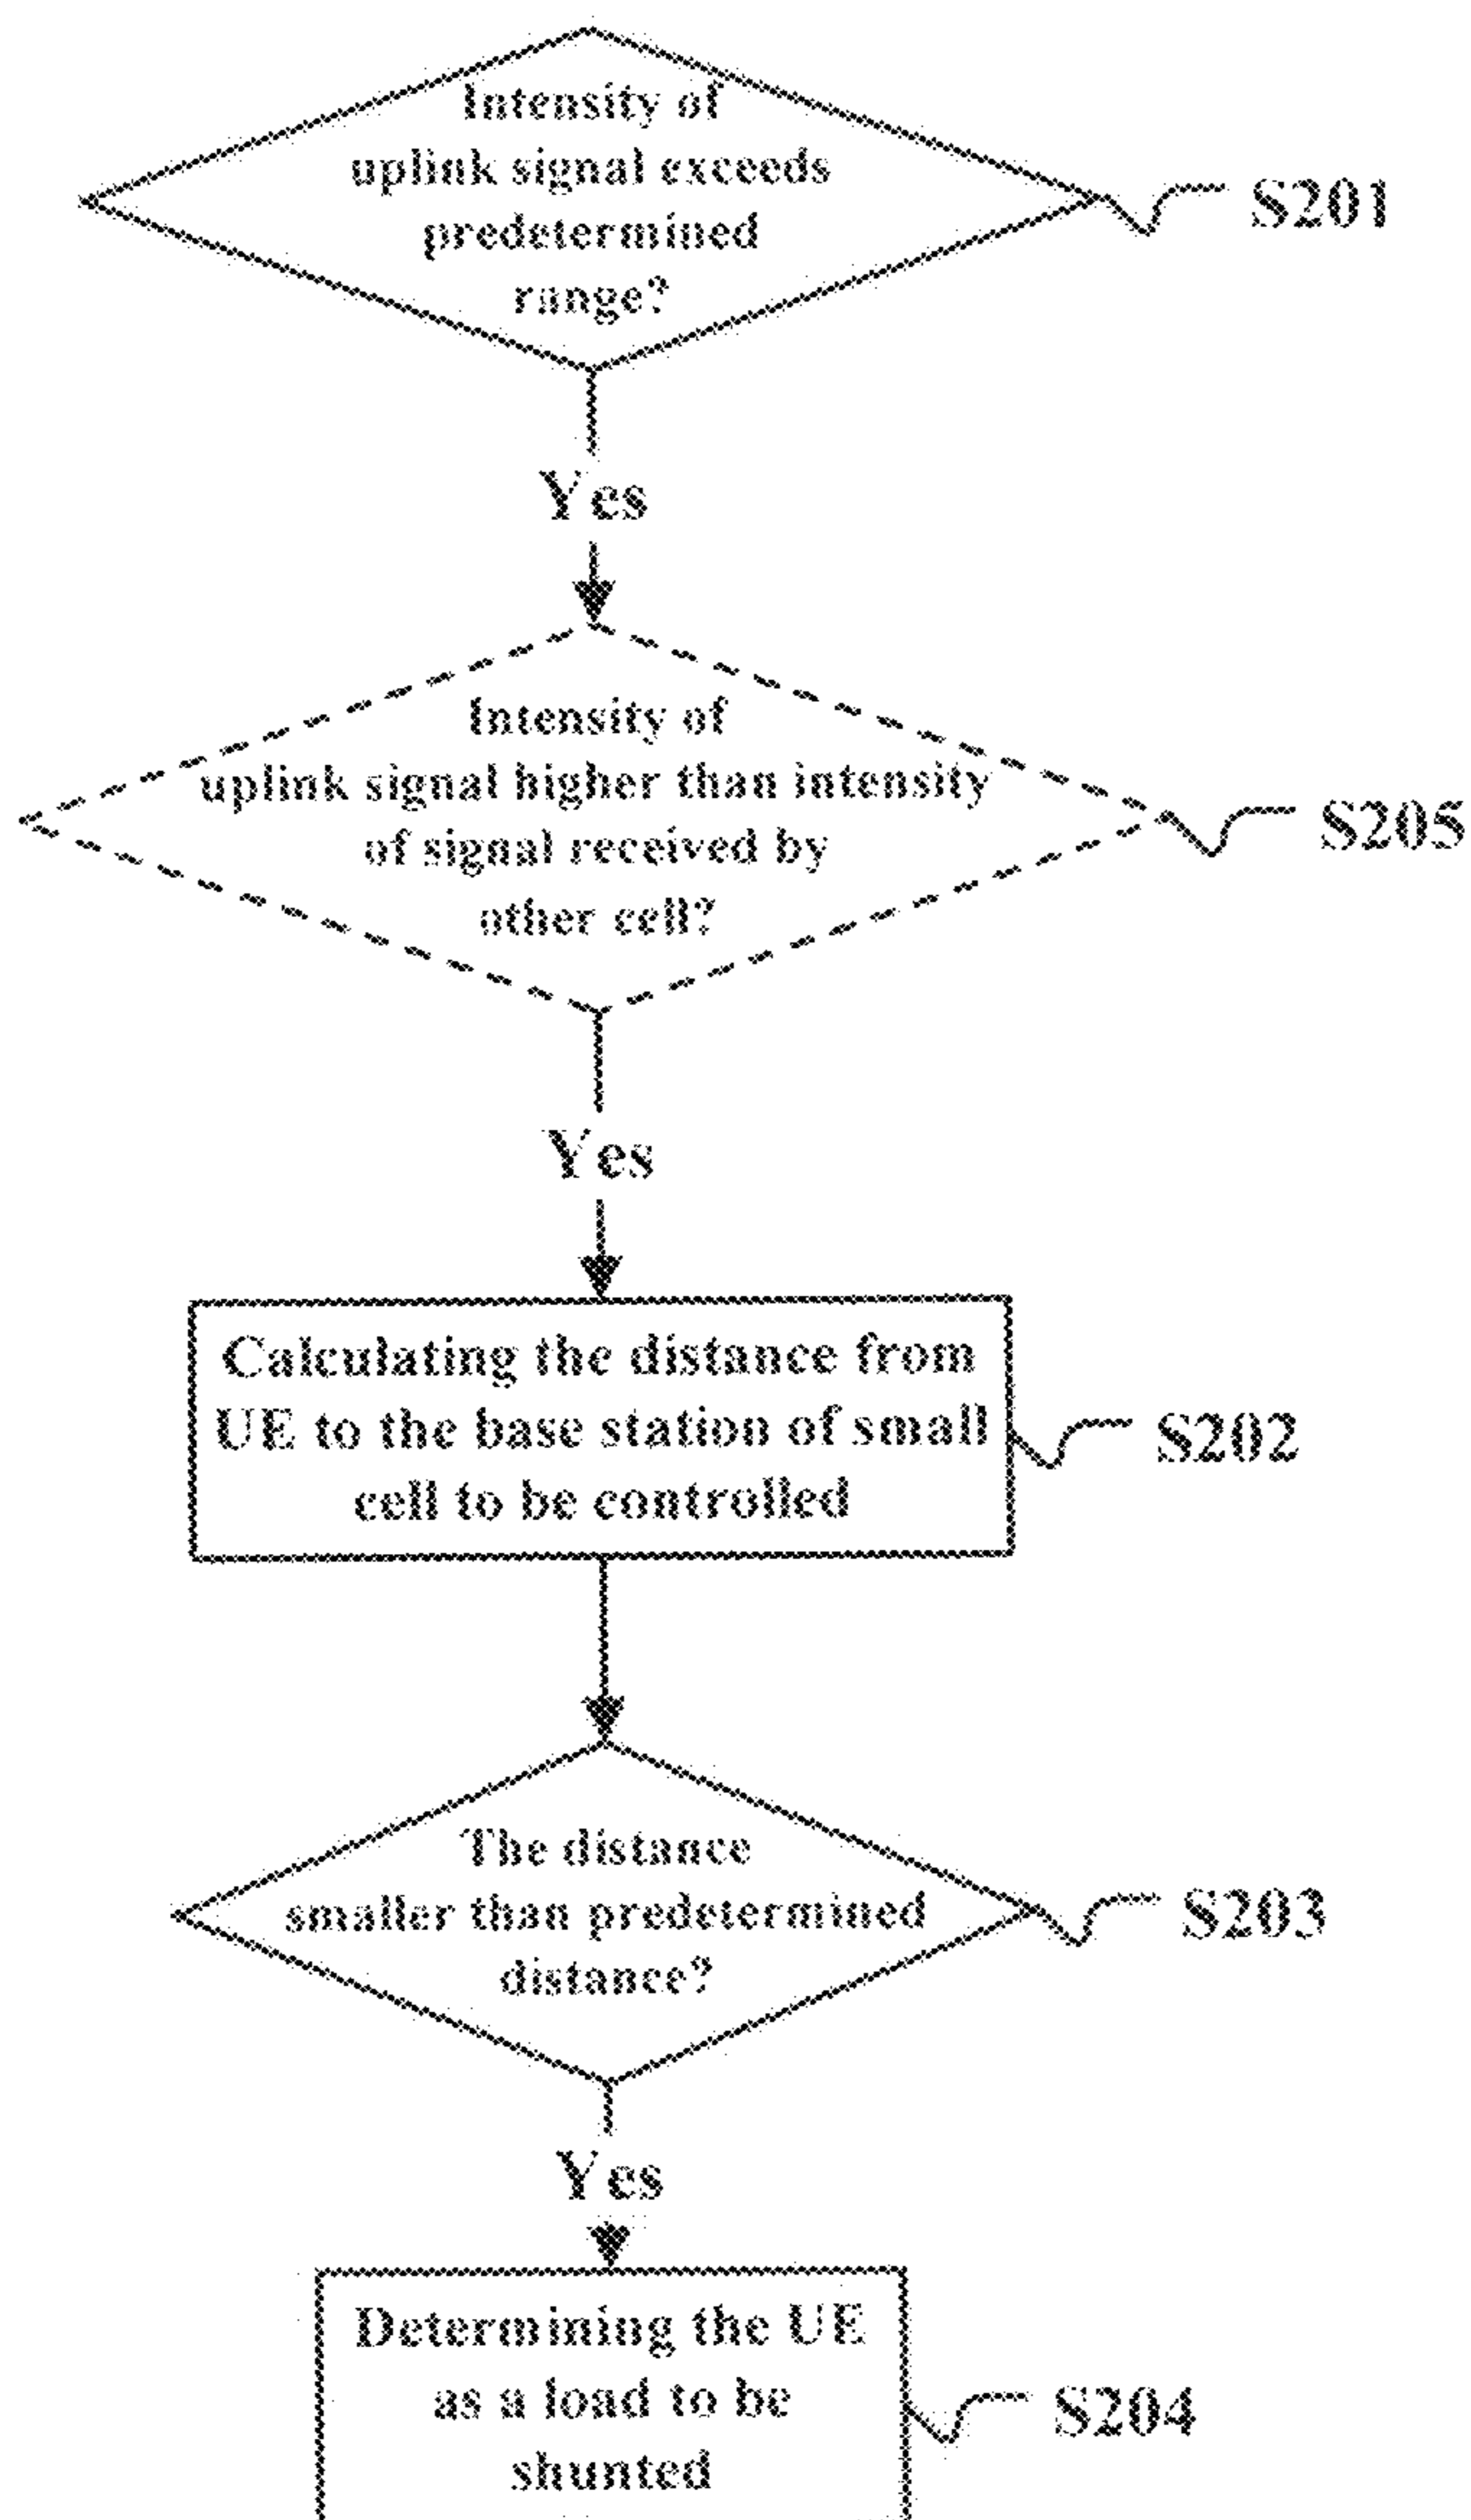 Intensity of
uplink signal exceeds
predetermined
range?
S201
Yes
Intensity of
uplink signal higher than intensity
of signal received by
other cell?
S205
Yes
Calculating the distance from
UE to the base station of small
cell to be controlled
S202
The distance
smaller than predetermined
distance?
S203
Yes
Determining the UE
as a load to be
shunted
S204